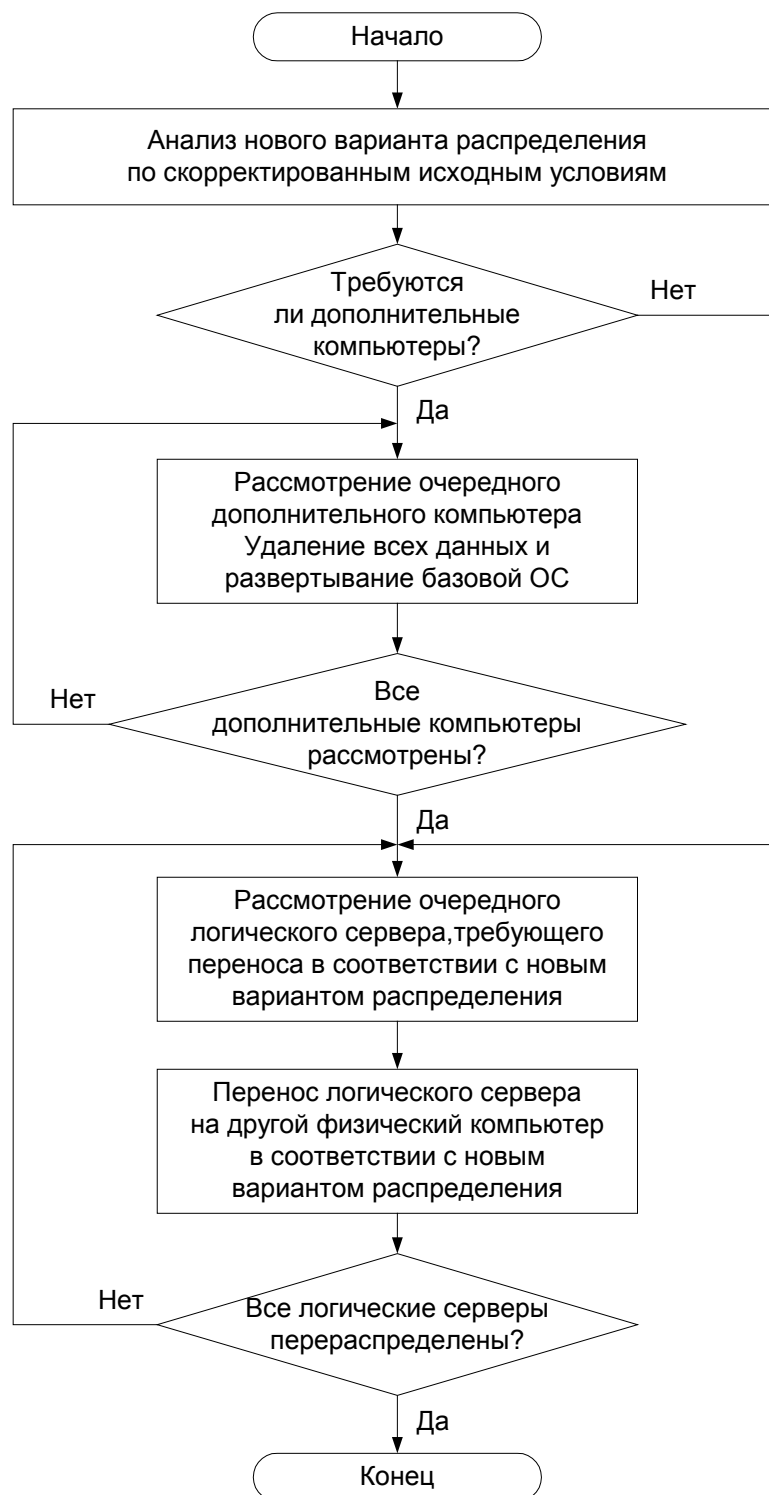 Начало
Анализ нового варианта распределения
по скорректированным исходным условиям
Требуются
ли дополнительные
компьютеры?
Нет
Да
Рассмотрение очередного
дополнительного компьютера
Удаление всех данных и
развертывание базовой ОС
Нет
Все
дополнительные компьютеры
рассмотрены?
Да
Рассмотрение очередного
логического сервера,требующего
переноса в соответствии с новым
вариантом распределения
Перенос логического сервера
на другой физический компьютер
в соответствии с новым
вариантом распределения
Нет
Все логические серверы
перераспределены?
Да
Конец